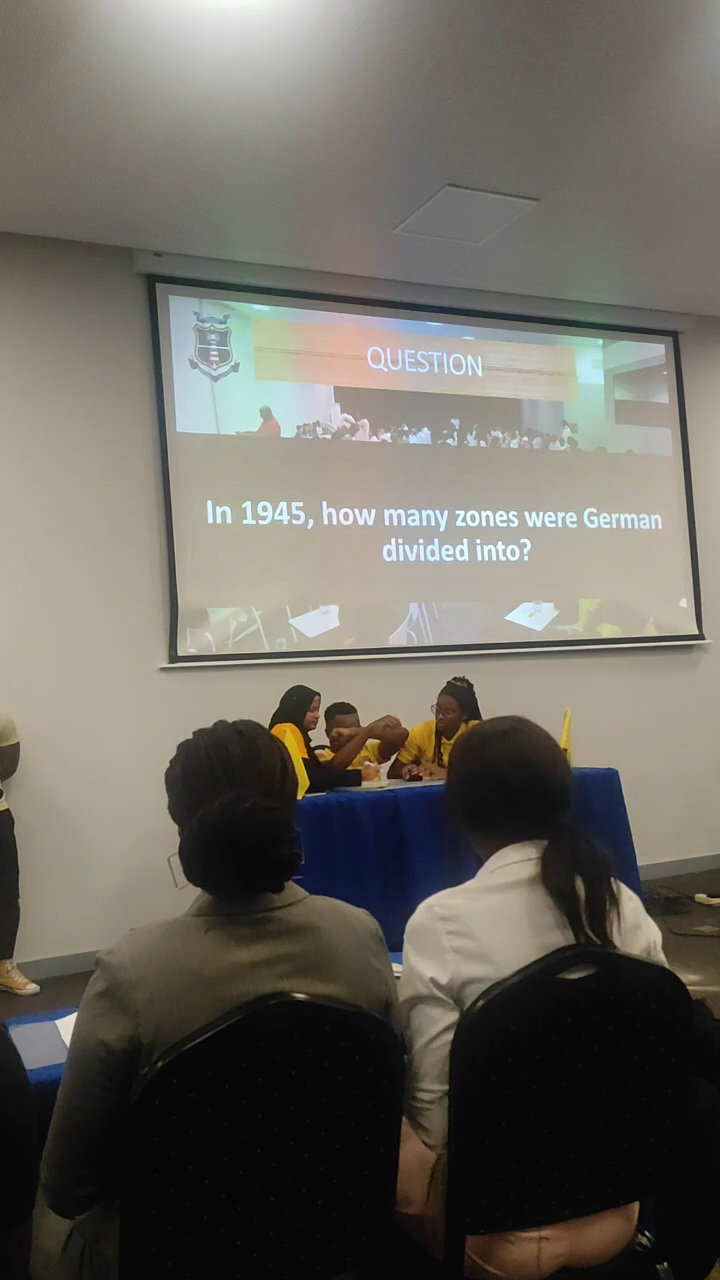 QUESTION
In 1945, how many zones were German
divided into?